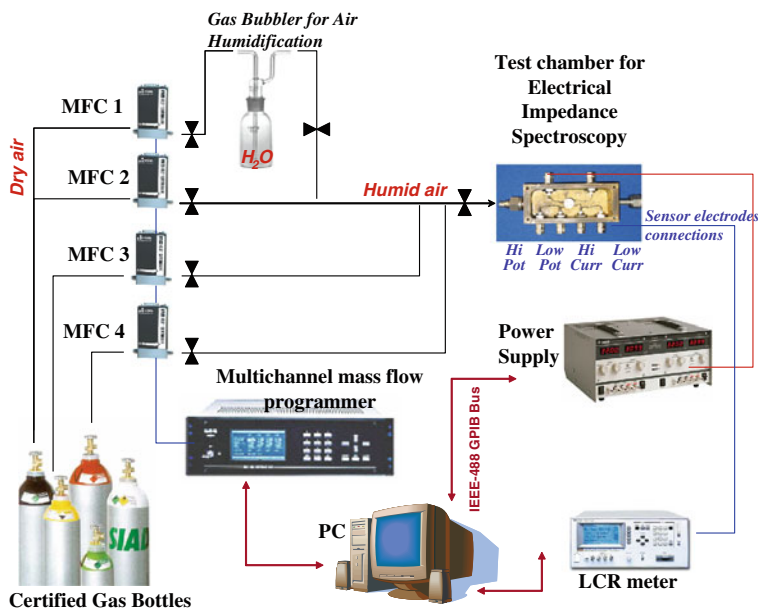 Gas Bubbler for Air
Humidification
MFC 1
Test chamber for
Electrical
Impedance
Spectroscopy
Dry air
H2O
MFC 2
Humid air
Sensor electrodes
connections
Hi Low Hi Low
Pot Pot Curr Curr
MFC 3
MFC 4
Power
Supply
Multichannel mass flow
programmer
IEEE-488 GPIB Bus
SIAD
PC
LCR meter
Certified Gas Bottles